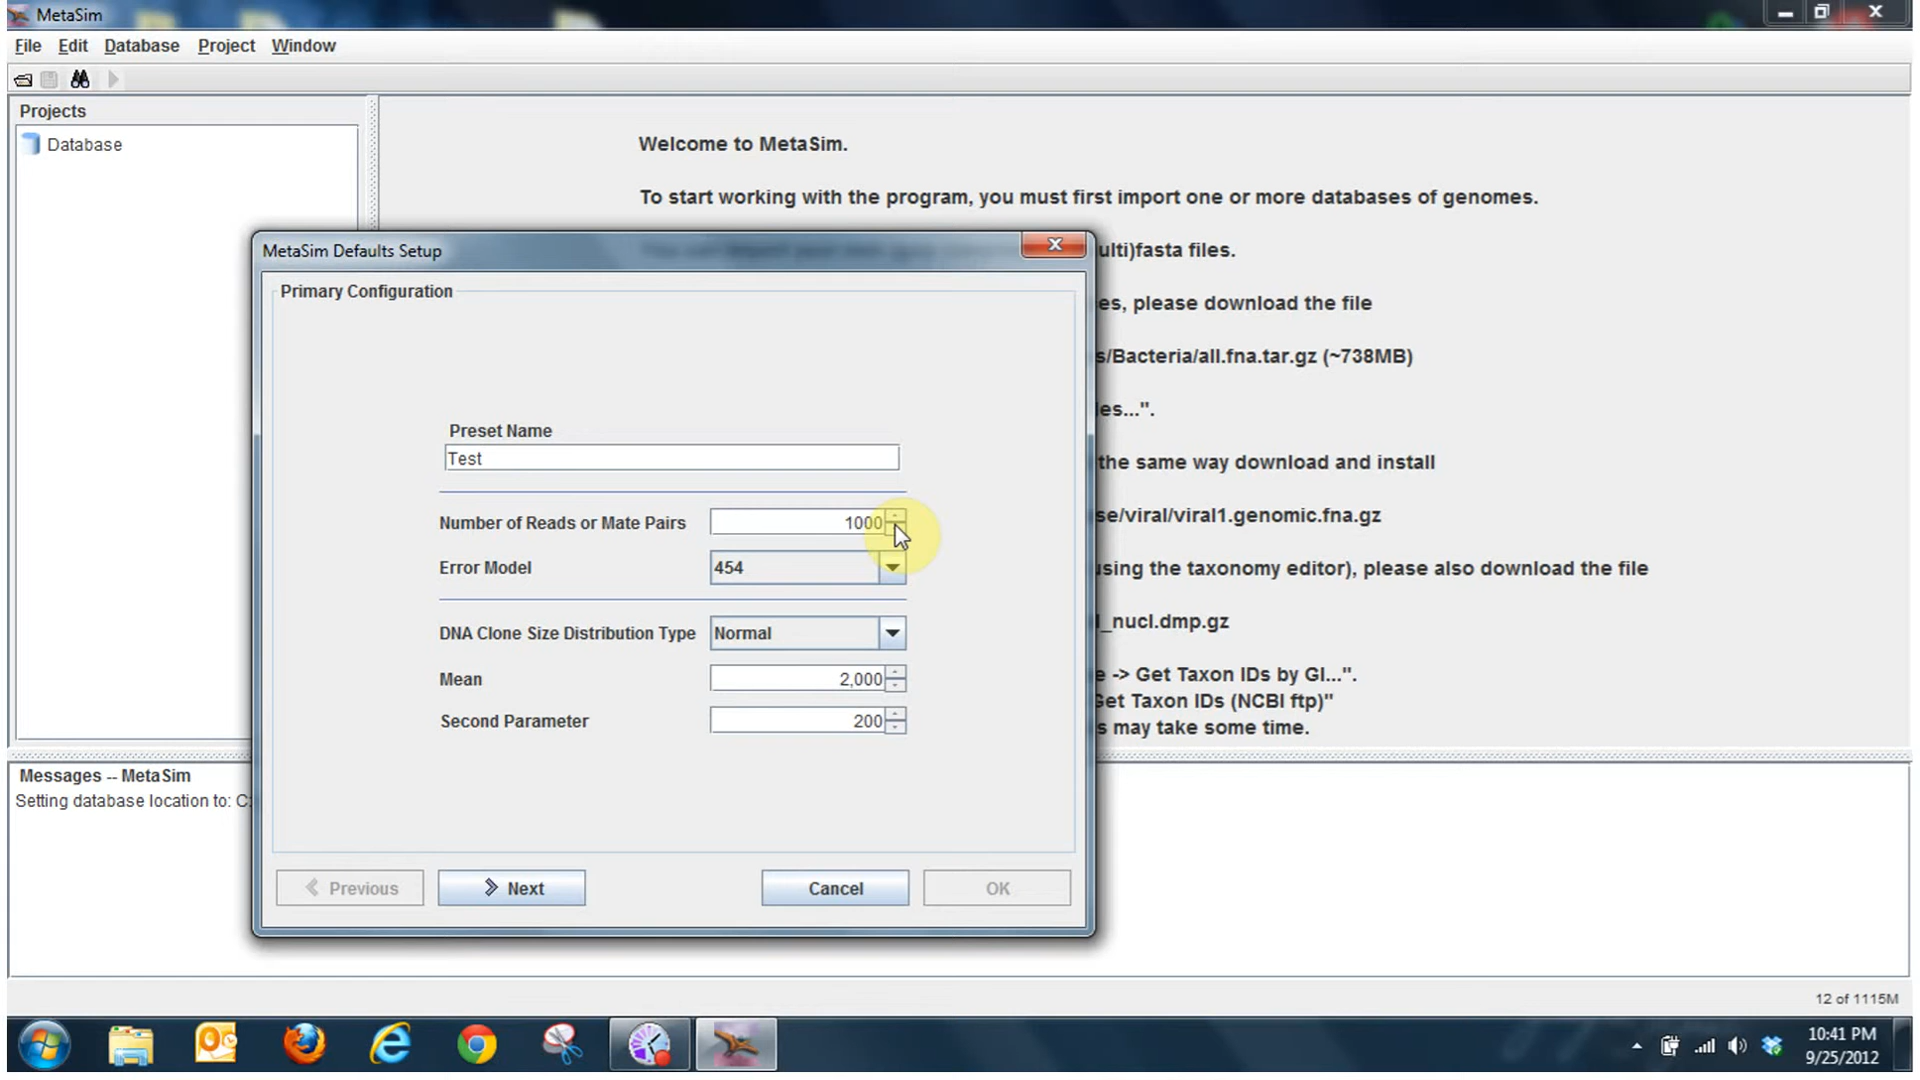 MetaSim
File Edit Database Project Window
Projects
Database
Welcome to MetaSim.
To start working with the program, you must first import one or more databases of genomes.
ulti)fasta files.
es, please download the file
s/Bacteria/all.fna.tar.gz (~738MB)
les...".
the same way download and install
se/viral/viral1.genomic.fna.gz
using the taxonomy editor), please also download the file
l_nucl.dmp.gz
e -> Get Taxon IDs by GI...".
Get Taxon IDs (NCBI ftp)"
s may take some time.
MetaSim Defaults Setup
Primary Configuration
Preset Name
Test
Number of Reads or Mate Pairs 1000
Error Model 454
DNA Clone Size Distribution Type Normal
Mean 2,000
Second Parameter 200
Previous Next Cancel OK
Messages -- MetaSim
Setting database location to: C:
12 of 1115M
10:41 PM
9/25/2012